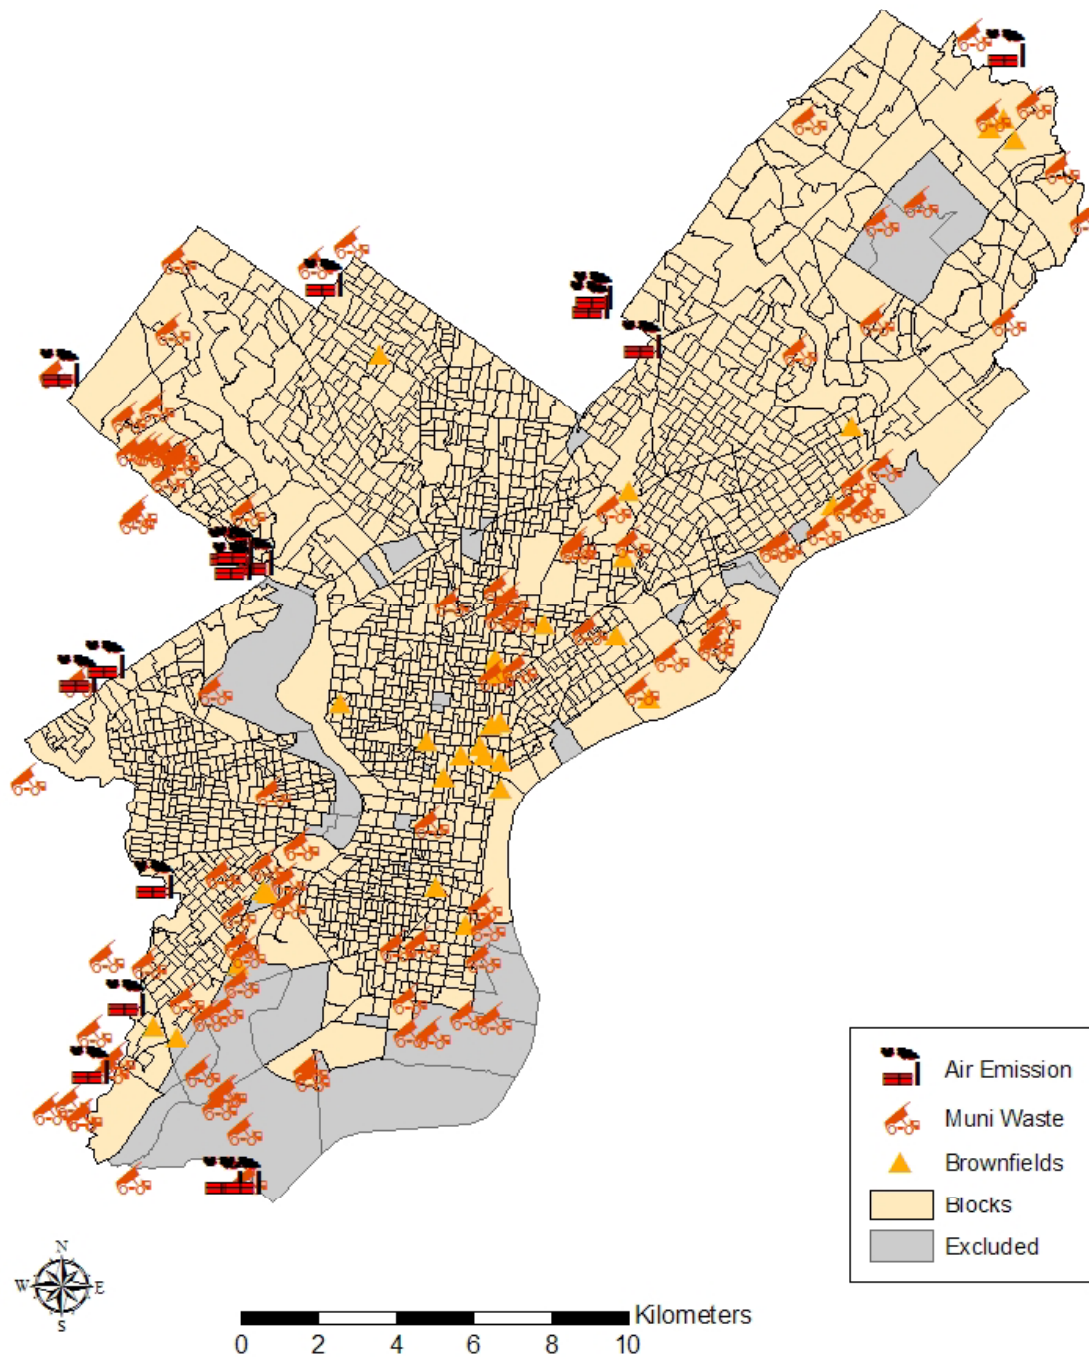 Air Emission
Muni Waste
Brownfields
Blocks
Excluded
N
W E
S
Kilometers
0 2 4 6 8 10